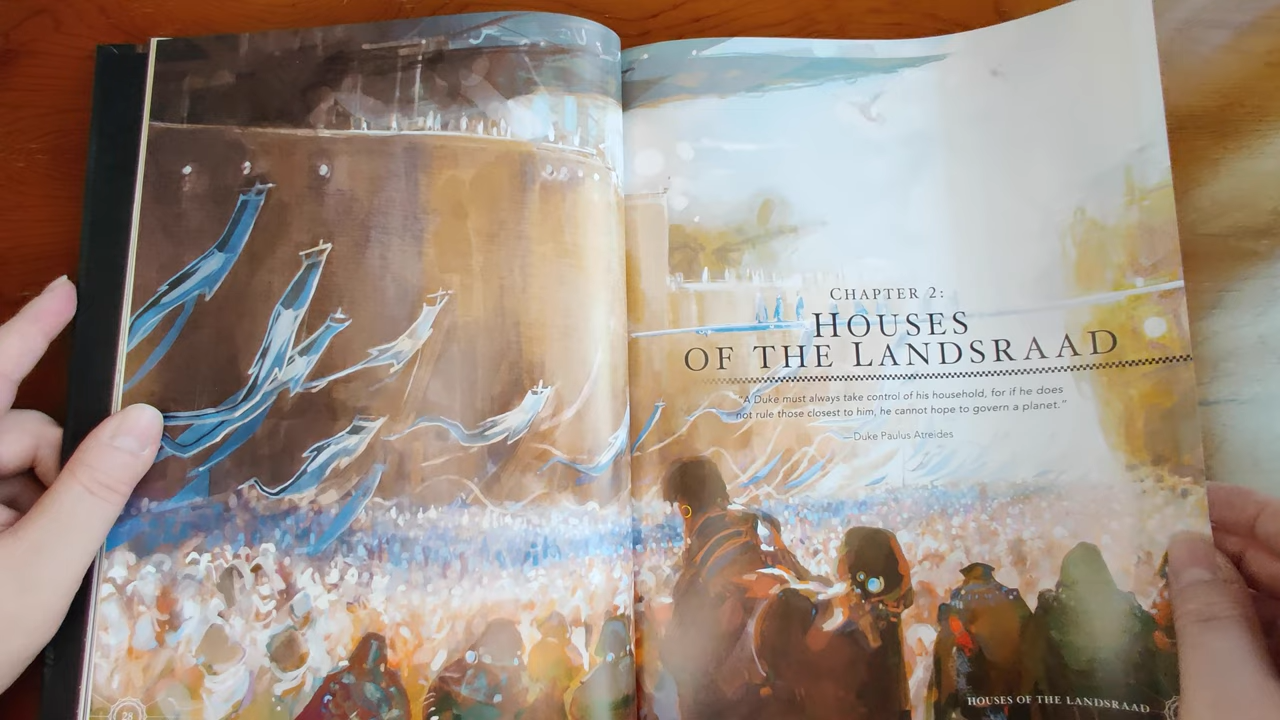 CHAPTER 2:
HOUSES
OF THE LANDSRAAD
"A Duke must always take control of his household, for if he does
not rule those closest to him, he cannot hope to govern a planet."
—Duke Paulus Atreides
28
HOUSES OF THE LANDSRAAD